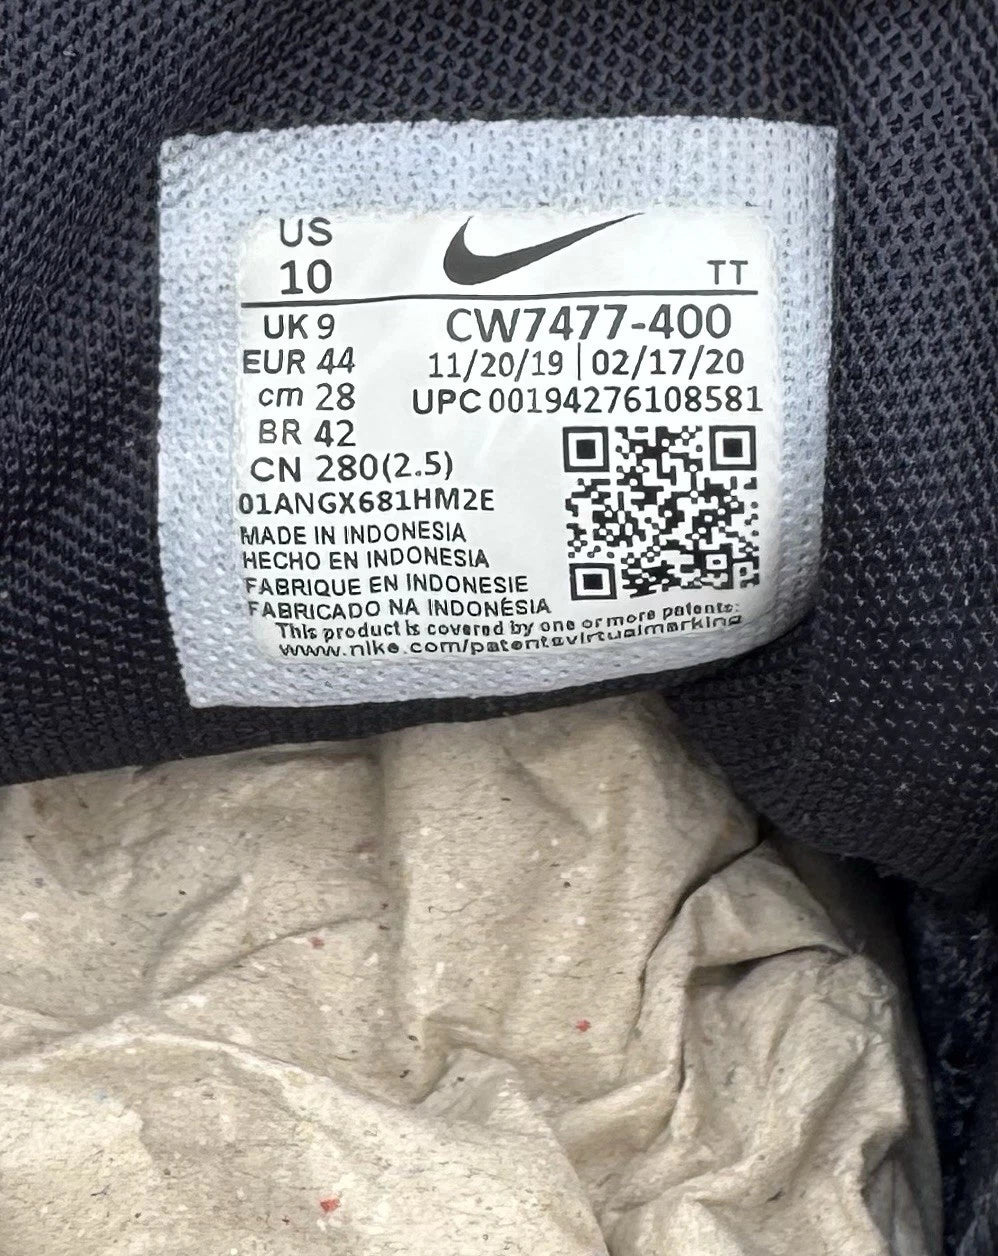 US
10
TT
UK 9
CW7477-400
EUR 44
11/20/19 | 02/17/20
cm 28
UPC 00194276108581
BR 42
CN 280(2.5)
01ANGX681HM2E
MADE IN INDONESIA
HECHO EN INDONESIA
FABRIQUE EN INDONESIE
FABRICADO NA INDONÉSIA
This product is covered by one or more patents:
www.nike.com/patentsvirtualmarking